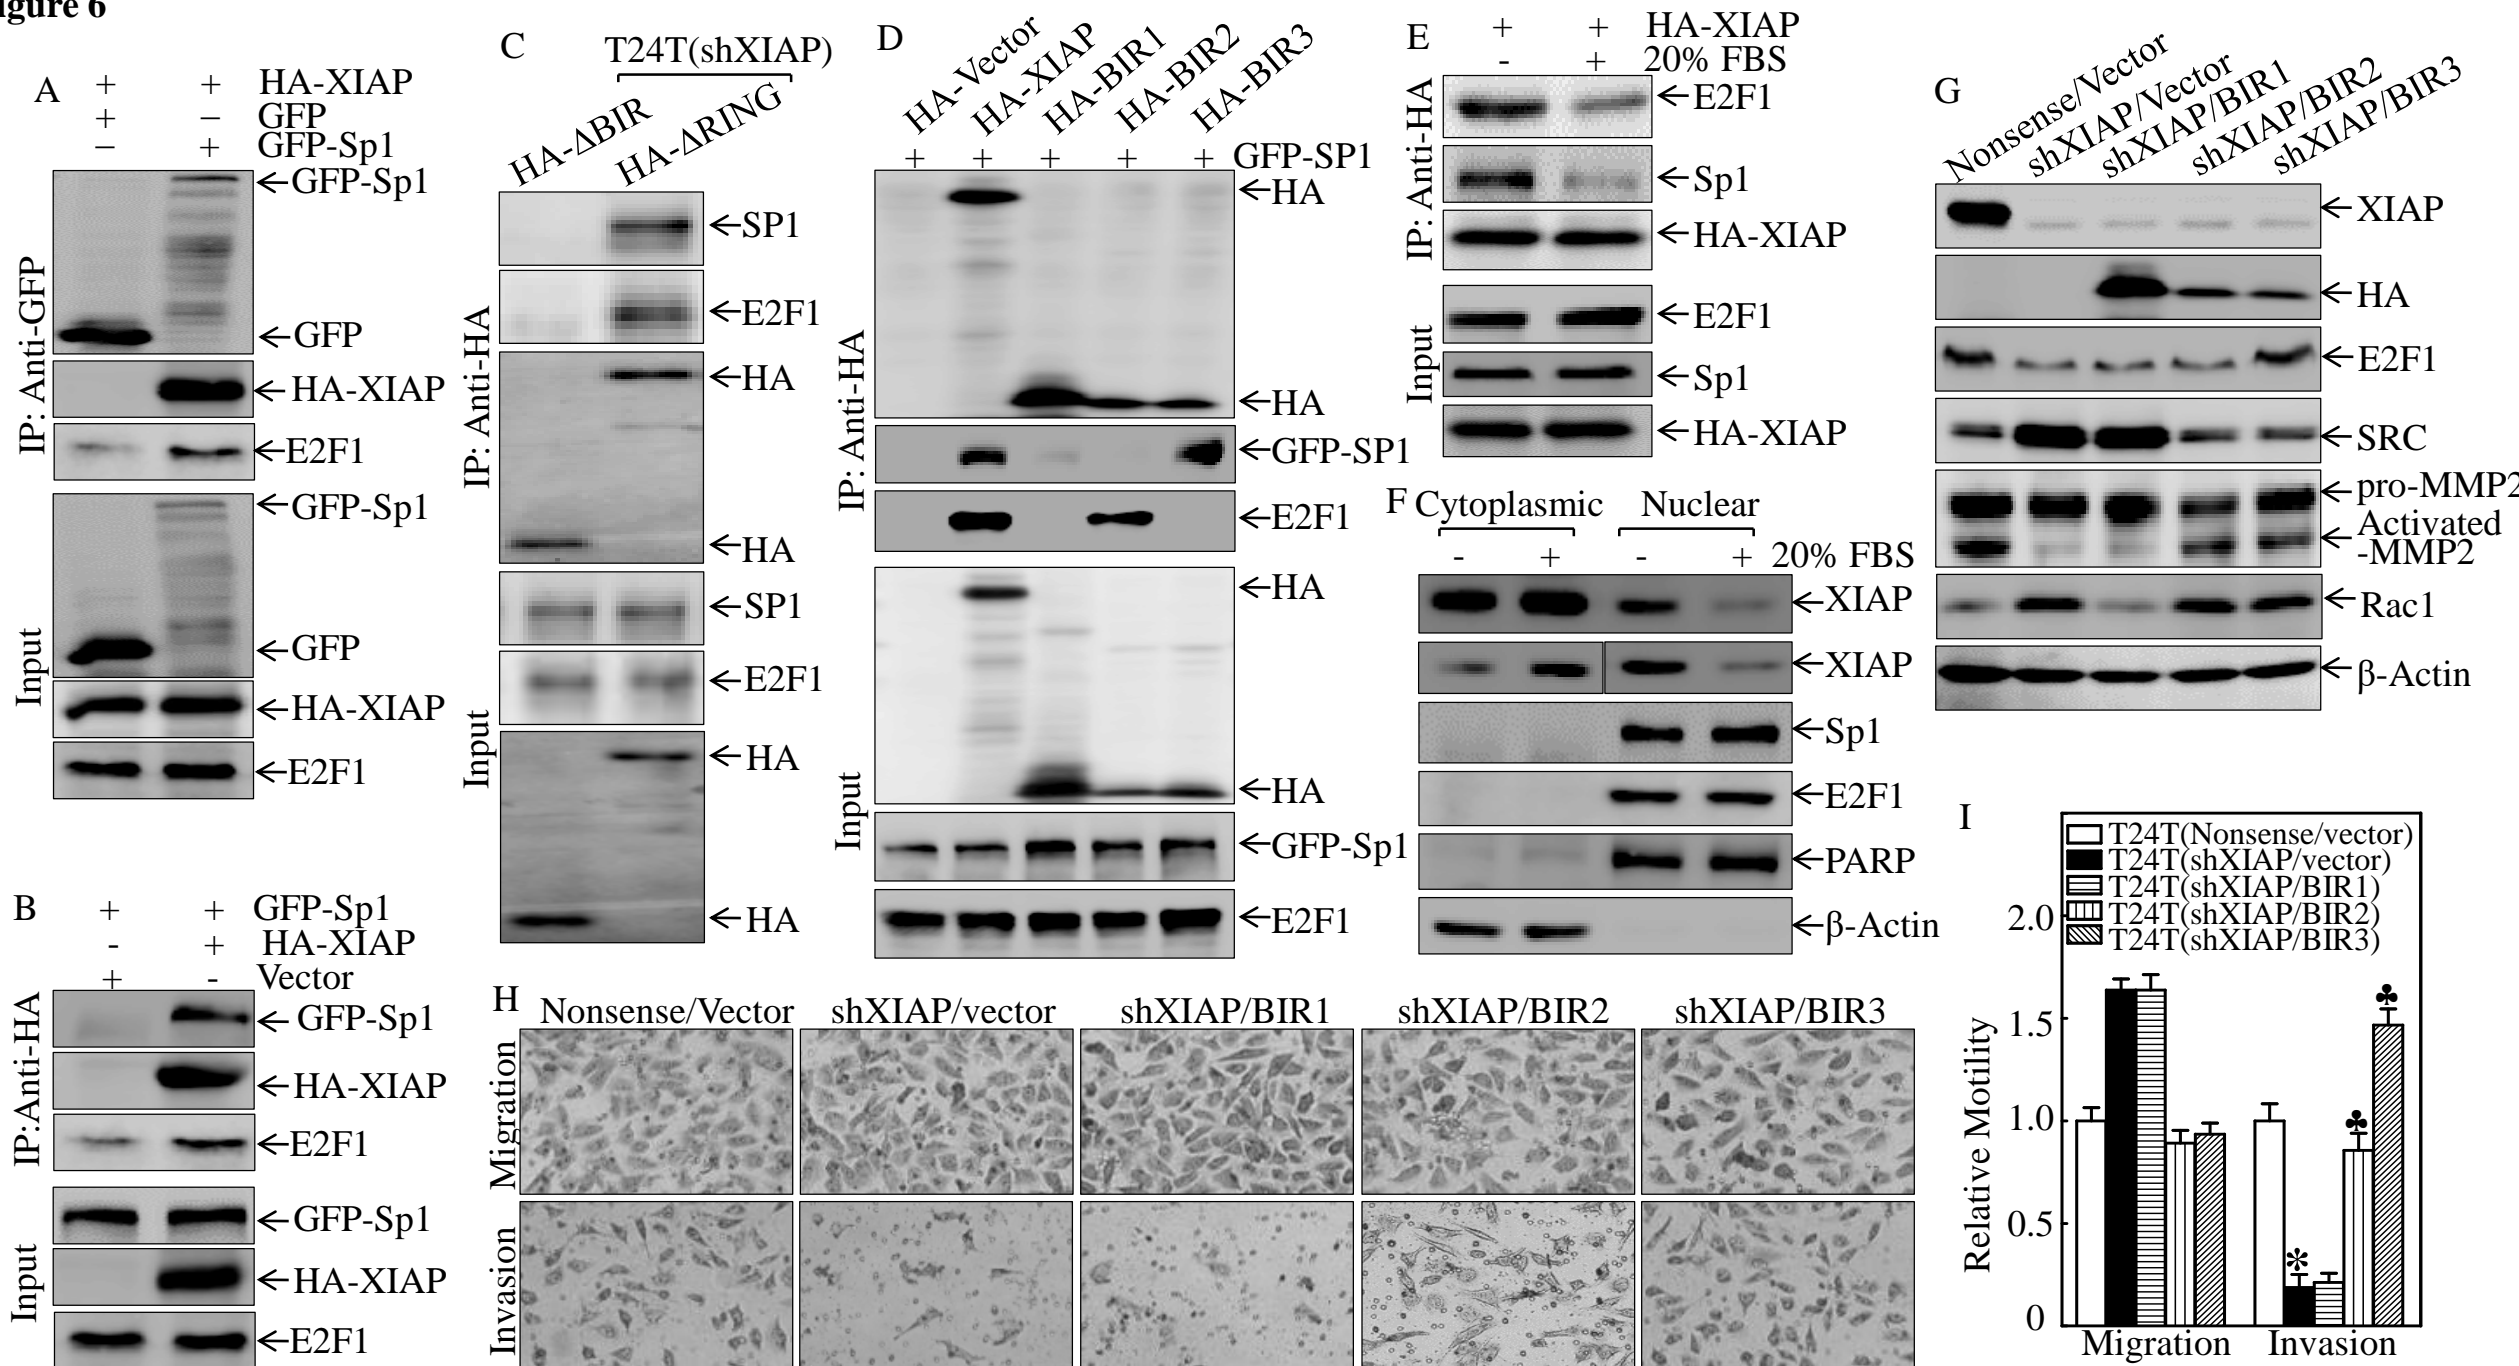 igure 6
A
+ + HA-XIAP
+ – GFP
– + GFP-Sp1
IP: Anti-GFP
GFP-Sp1
GFP
HA-XIAP
E2F1
Input
GFP-Sp1
GFP
HA-XIAP
E2F1
B
+ + GFP-Sp1
- + HA-XIAP
+ - Vector
IP:Anti-HA
GFP-Sp1
HA-XIAP
E2F1
Input
GFP-Sp1
HA-XIAP
E2F1
C
T24T(shXIAP)
HA-ΔBIR
HA-ΔRING
IP: Anti-HA
SP1
E2F1
HA
HA
Input
SP1
E2F1
HA
HA
D
HA-Vector
HA-XIAP
HA-BIR1
HA-BIR2
HA-BIR3
+ + + + + GFP-SP1
IP: Anti-HA
HA
HA
GFP-SP1
E2F1
Input
HA
HA
GFP-Sp1
E2F1
E
+ + HA-XIAP
- + 20% FBS
IP: Anti-HA
E2F1
Sp1
HA-XIAP
Input
E2F1
Sp1
HA-XIAP
F
Cytoplasmic Nuclear
- + - + 20% FBS
XIAP
XIAP
Sp1
E2F1
PARP
β-Actin
G
Nonsense/Vector
shXIAP/Vector
shXIAP/BIR1
shXIAP/BIR2
shXIAP/BIR3
XIAP
HA
E2F1
SRC
pro-MMP2
Activated
-MMP2
Rac1
β-Actin
H
Nonsense/Vector shXIAP/vector shXIAP/BIR1 shXIAP/BIR2 shXIAP/BIR3
Migration
Invasion
I
T24T(Nonsense/vector)
T24T(shXIAP/vector)
T24T(shXIAP/BIR1)
T24T(shXIAP/BIR2)
T24T(shXIAP/BIR3)
Relative Motility
2.0
1.5
1.0
0.5
0
* ♣ ♣
Migration Invasion